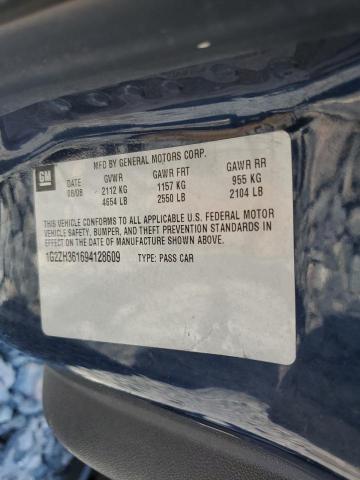 MFD BY GENERAL MOTORS CORP.
GM DATE GVWR GAWR FRT GAWR RR
08/08 2112 KG 1157 KG 955 KG
4654 LB 2550 LB 2104 LB
THIS VEHICLE CONFORMS TO ALL APPLICABLE U.S. FEDERAL MOTOR
VEHICLE SAFETY, BUMPER, AND THEFT PREVENTION STANDARDS IN
EFFECT ON THE DATE OF MANUFACTURE SHOWN ABOVE.
1G2ZH361694128609 TYPE: PASS CAR